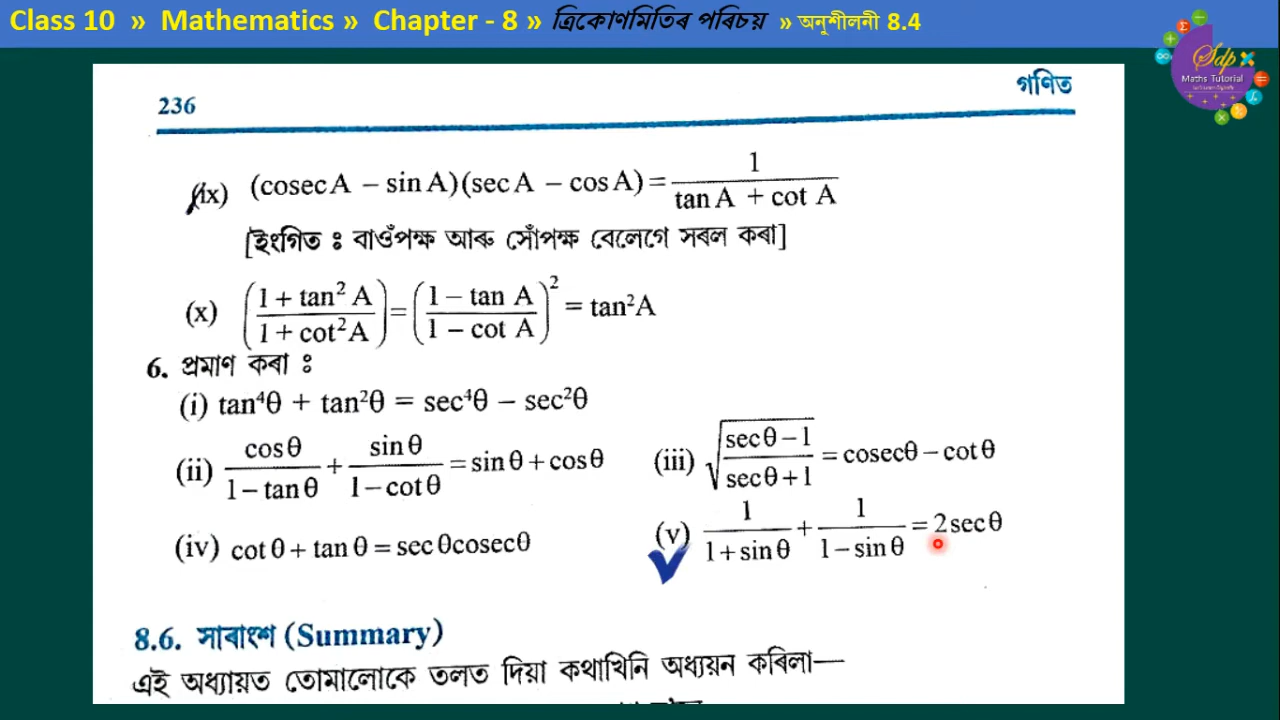 Class 10 » Mathematics » Chapter - 8 » ত্ৰিকোণমিতিৰ পৰিচয় » অনুশীলনী 8.4
Sdp
Maths Tutorial
236 গণিত
(ix) (cosec A − sin A)(sec A − cos A) = 1 / (tan A + cot A)
[ইংগিত ঃ বাওঁপক্ষ আৰু সোঁপক্ষ বেলেগে সৰল কৰা]
(x) ((1 + tan² A) / (1 + cot² A)) = ((1 − tan A) / (1 − cot A))² = tan²A
6. প্ৰমাণ কৰা ঃ
(i) tan⁴θ + tan²θ = sec⁴θ − sec²θ
(ii) cosθ / (1 − tanθ) + sinθ / (1 − cotθ) = sinθ + cosθ (iii) √((secθ − 1) / (secθ + 1)) = cosecθ − cotθ
(iv) cotθ + tanθ = secθcosecθ (v) 1 / (1 + sinθ) + 1 / (1 − sinθ) = 2secθ
8.6. সাৰাংশ (Summary)
এই অধ্যায়ত তোমালোকে তলত দিয়া কথাখিনি অধ্যয়ন কৰিলা—